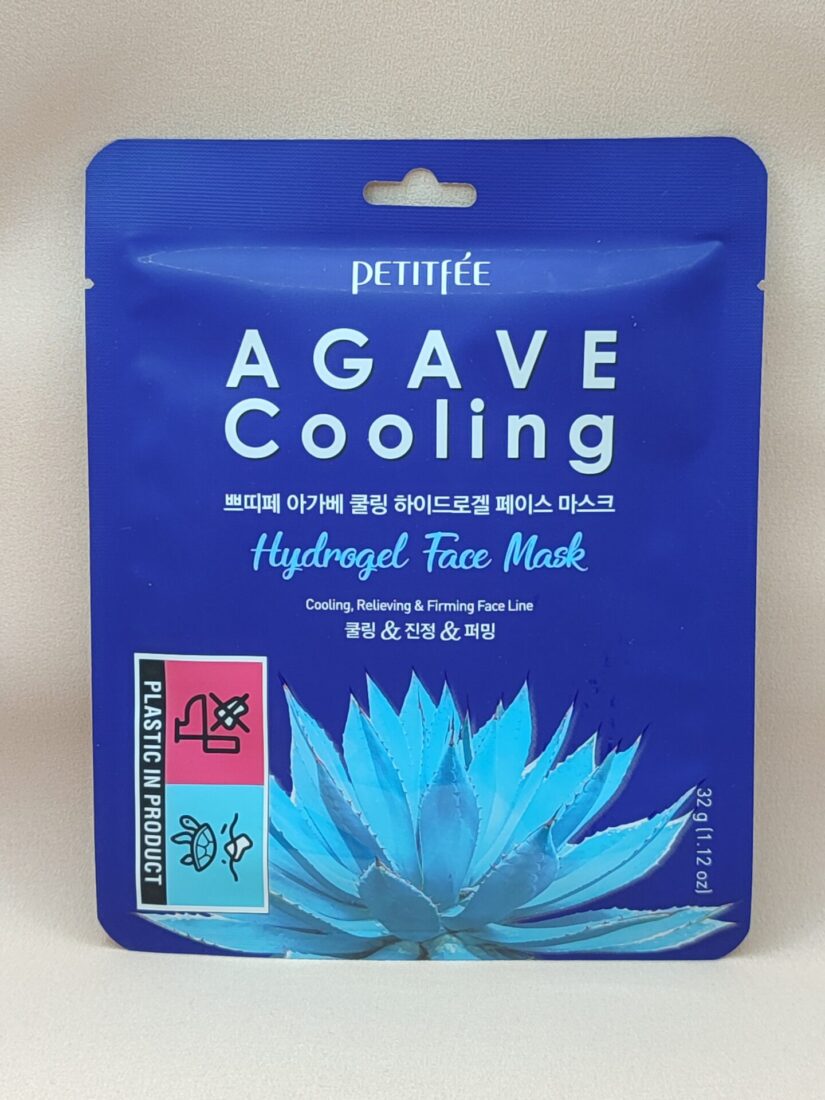 PETITFÉE
AGAVE
Cooling
쁘띠페 아가베 쿨링 하이드로겔 페이스 마스크
Hydrogel Face Mask
Cooling, Relieving & Firming Face Line
쿨링 & 진정 & 퍼밍
PLASTIC IN PRODUCT
32 g (1.12 oz)